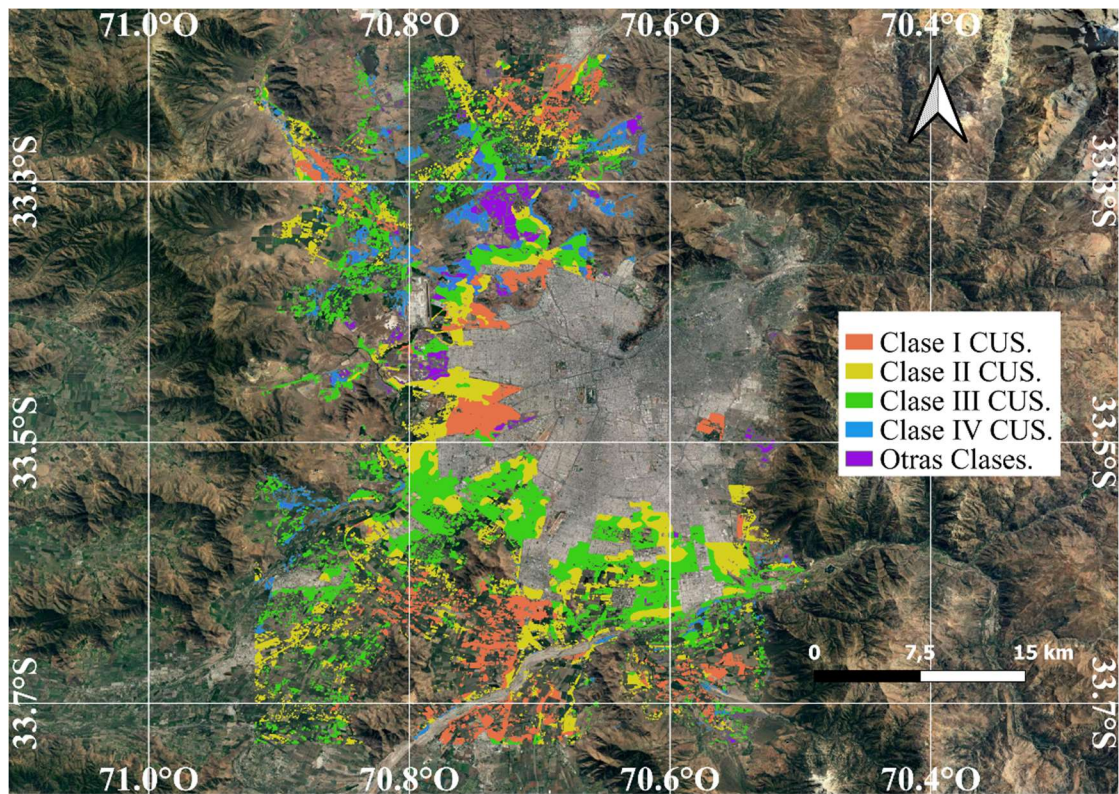 71.0°O 70.8°O 70.6°O 70.4°O
33.3°S 33.3°S
Clase I CUS.
Clase II CUS.
Clase III CUS.
Clase IV CUS.
Otras Clases.
33.5°S 33.5°S
0 7,5 15 km
33.7°S 33.7°S
71.0°O 70.8°O 70.6°O 70.4°O